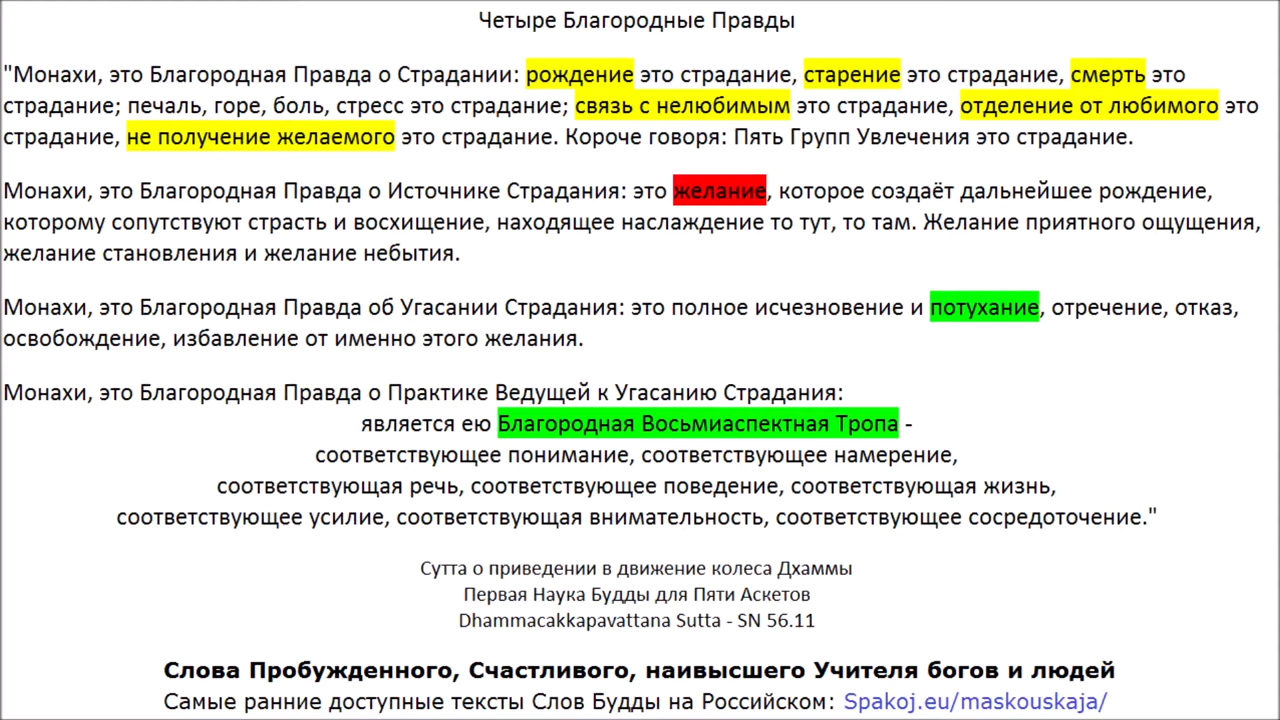 Четыре Благородные Правды
"Монахи, это Благородная Правда о Страдании: рождение это страдание, старение это страдание, смерть это
страдание; печаль, горе, боль, стресс это страдание; связь с нелюбимым это страдание, отделение от любимого это
страдание, не получение желаемого это страдание. Короче говоря: Пять Групп Увлечения это страдание.
Монахи, это Благородная Правда о Источнике Страдания: это желание, которое создаёт дальнейшее рождение,
которому сопутствуют страсть и восхищение, находящее наслаждение то тут, то там. Желание приятного ощущения,
желание становления и желание небытия.
Монахи, это Благородная Правда об Угасании Страдания: это полное исчезновение и потухание, отречение, отказ,
освобождение, избавление от именно этого желания.
Монахи, это Благородная Правда о Практике Ведущей к Угасанию Страдания:
является ею Благородная Восьмиаспектная Тропа -
соответствующее понимание, соответствующее намерение,
соответствующая речь, соответствующее поведение, соответствующая жизнь,
соответствующее усилие, соответствующая внимательность, соответствующее сосредоточение."
Сутта о приведении в движение колеса Дхаммы
Первая Наука Будды для Пяти Аскетов
Dhammacakkapavattana Sutta - SN 56.11
Слова Пробужденного, Счастливого, наивысшего Учителя богов и людей
Самые ранние доступные тексты Слов Будды на Российском: Spakoj.eu/maskouskaja/